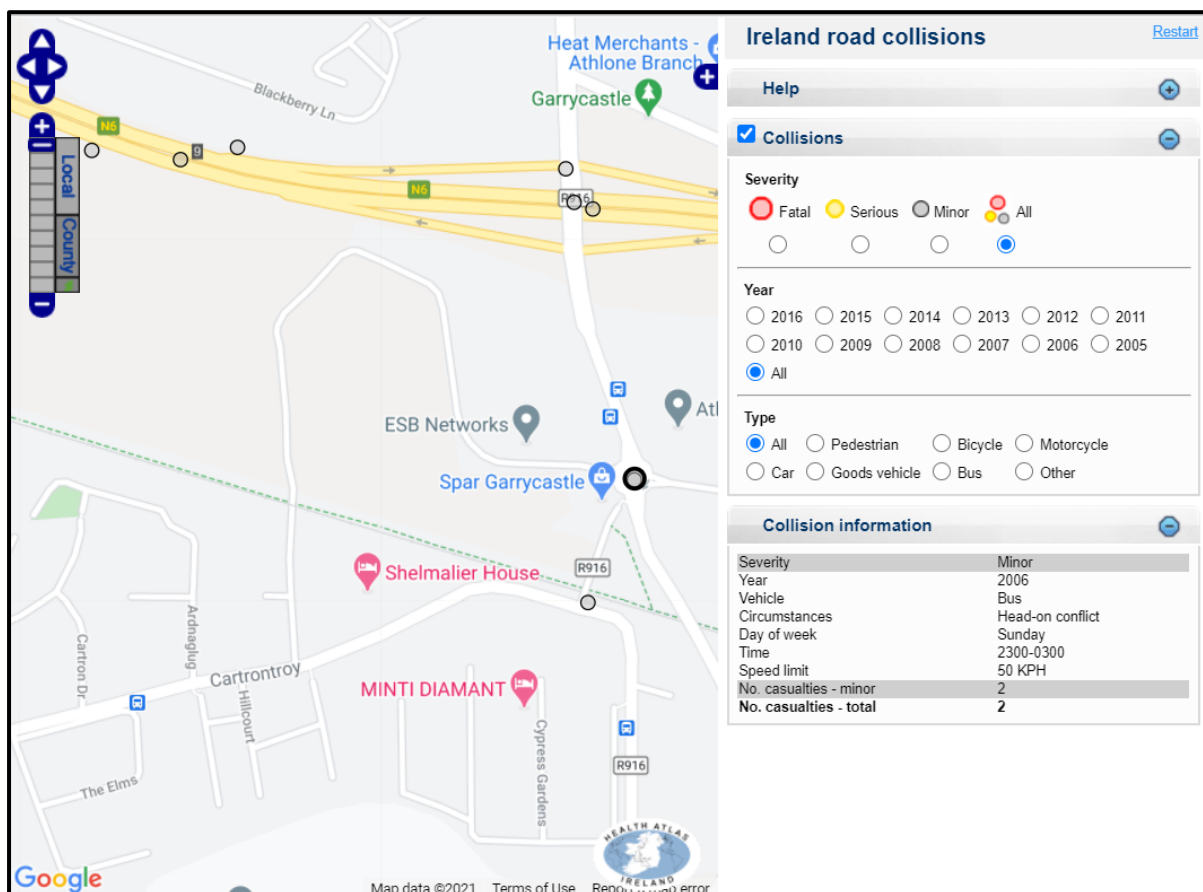 Heat Merchants -
Athlone Branch
Garrycastle
Blackberry Ln
N6
9
N6
R916
Local
County
ESB Networks
Spar Garrycastle
Shelmalier House
R916
Ardnaglug
Cartron Dr
Cartrontroy
Hillcourt
MINTI DIAMANT
Cypress Gardens
The Elms
R916
HEALTH ATLAS
IRELAND
Google
Map data ©2021 Terms of Use
Ireland road collisions
Restart
Help
Collisions
Severity
Fatal Serious Minor All
Year
2016 2015 2014 2013 2012 2011
2010 2009 2008 2007 2006 2005
All
Type
All Pedestrian Bicycle Motorcycle
Car Goods vehicle Bus Other
Collision information
Severity Minor
Year 2006
Vehicle Bus
Circumstances Head-on conflict
Day of week Sunday
Time 2300-0300
Speed limit 50 KPH
No. casualties - minor 2
No. casualties - total 2